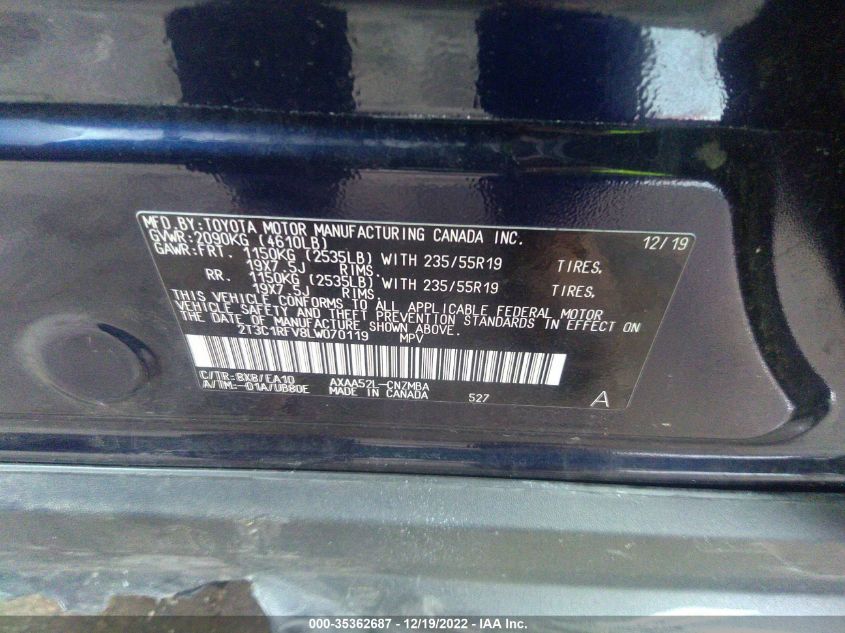 MFD.BY:TOYOTA MOTOR MANUFACTURING CANADA INC. 12/19
GVWR:2090KG (4610LB)
GAWR:FRT. 1150KG (2535LB) WITH 235/55R19 TIRES,
19X7.5J RIMS.
RR. 1150KG (2535LB) WITH 235/55R19 TIRES,
19X7.5J RIMS.
THIS VEHICLE CONFORMS TO ALL APPLICABLE FEDERAL MOTOR
VEHICLE SAFETY AND THEFT PREVENTION STANDARDS IN EFFECT ON
THE DATE OF MANUFACTURE SHOWN ABOVE.
2T3C1RFV8LW070119 MPV
C/TR:8X8/EA10 AXAA52L-CNZMBA
A/TM:-01A/UB80E MADE IN CANADA 527 A
000-35362687 - 12/19/2022 - IAA Inc.